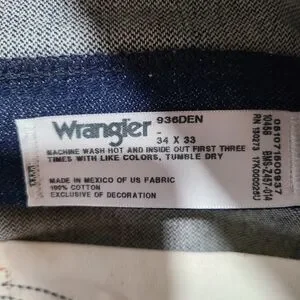 Wrangler 936DEN
-
34 X 33
MACHINE WASH HOT AND INSIDE OUT FIRST THREE
TIMES WITH LIKE COLORS, TUMBLE DRY
MADE IN MEXICO OF US FABRIC
100% COTTON
EXCLUSIVE OF DECORATION